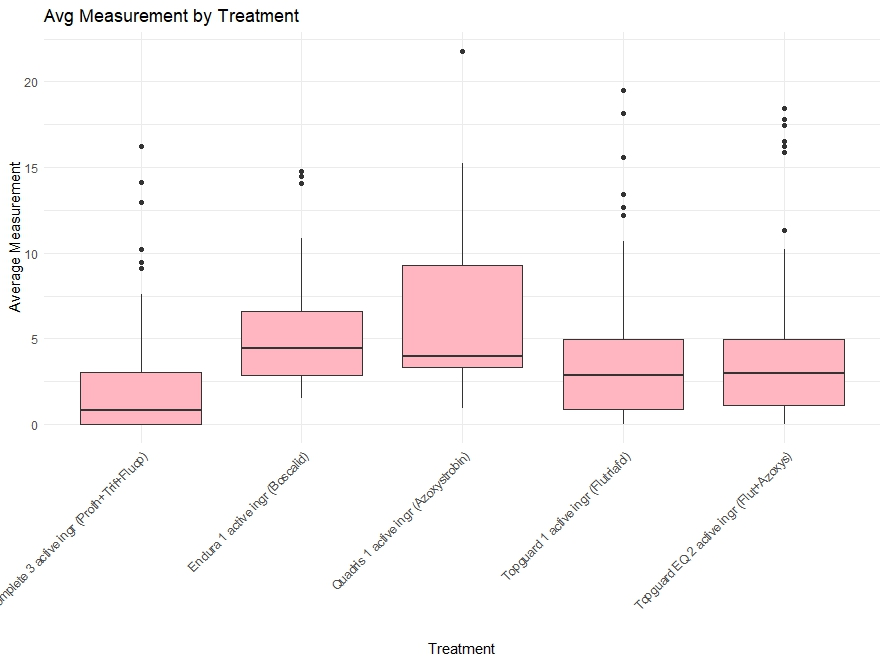 Avg Measurement by Treatment
Average Measurement
20
15
10
5
0
mplete 3 active ingr (Proth+Trif+Fluop)
Endura 1 active ingr (Boscalid)
Quadris 1 active ingr (Azoxystrobin)
Topguard 1 active ingr (Flutriafol)
Topguard EQ 2 active ingr (Flut+Azoxys)
Treatment